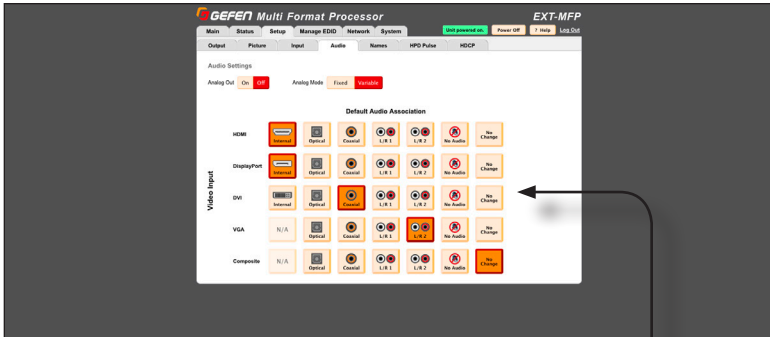 GEFEN Multi Format Processor EXT-MFP
Main Status Setup Manage EDID Network System Unit powered on. Power Off ? Help Log Out
Output Picture Input Audio Names HPD Pulse HDCP
Audio Settings
Analog Out On Off Analog Mode Fixed Variable
Default Audio Association
Video Input
HDMI Internal Optical Coaxial L/R 1 L/R 2 No Audio No Change
DisplayPort Internal Optical Coaxial L/R 1 L/R 2 No Audio No Change
DVI Internal Optical Coaxial L/R 1 L/R 2 No Audio No Change
VGA N/A Optical Coaxial L/R 1 L/R 2 No Audio No Change
Composite N/A Optical Coaxial L/R 1 L/R 2 No Audio No Change